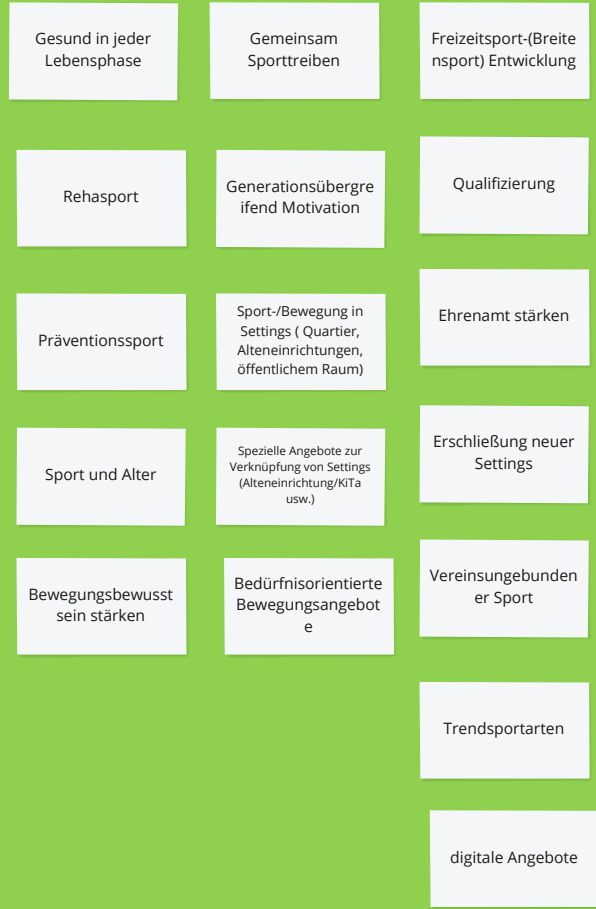 Gesund in jeder
Lebensphase
Rehasport
Präventionssport
Sport und Alter
Bewegungsbewusst
sein stärken
Gemeinsam
Sporttreiben
Generationsübergre
ifend Motivation
Sport-/Bewegung in
Settings ( Quartier,
Alteneinrichtungen,
öffentlichem Raum)
Spezielle Angebote zur
Verknüpfung von Settings
(Alteneinrichtung/KiTa
usw.)
Bedürfnisorientierte
Bewegungsangebot
e
Freizeitsport-(Breite
nsport) Entwicklung
Qualifizierung
Ehrenamt stärken
Erschließung neuer
Settings
Vereinsungebunden
er Sport
Trendsportarten
digitale Angebote